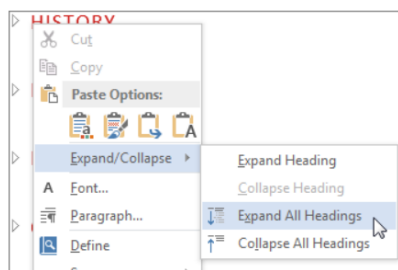 HISTORY
Cut
Copy
Paste Options:
A
Expand/Collapse
Expand Heading
Collapse Heading
Expand All Headings
Collapse All Headings
A Font...
Paragraph...
Define